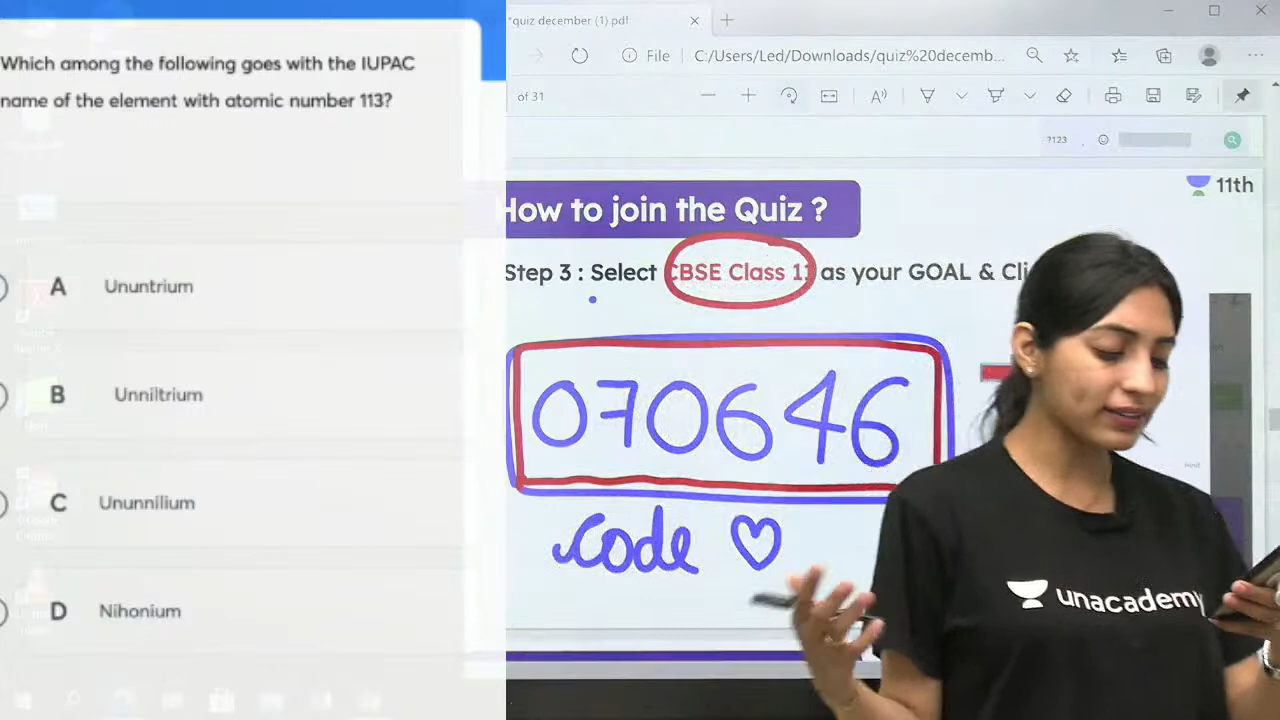 Which among the following goes with the IUPAC
name of the element with atomic number 113?
A Ununtrium
B Unniltrium
C Ununnilium
D Nihonium
*quiz december (1).pdf
File C:/Users/Led/Downloads/quiz%20decemb...
of 31
?123
11th
How to join the Quiz ?
Step 3 : Select CBSE Class 11 as your GOAL & Cli
070646
code
unacademy